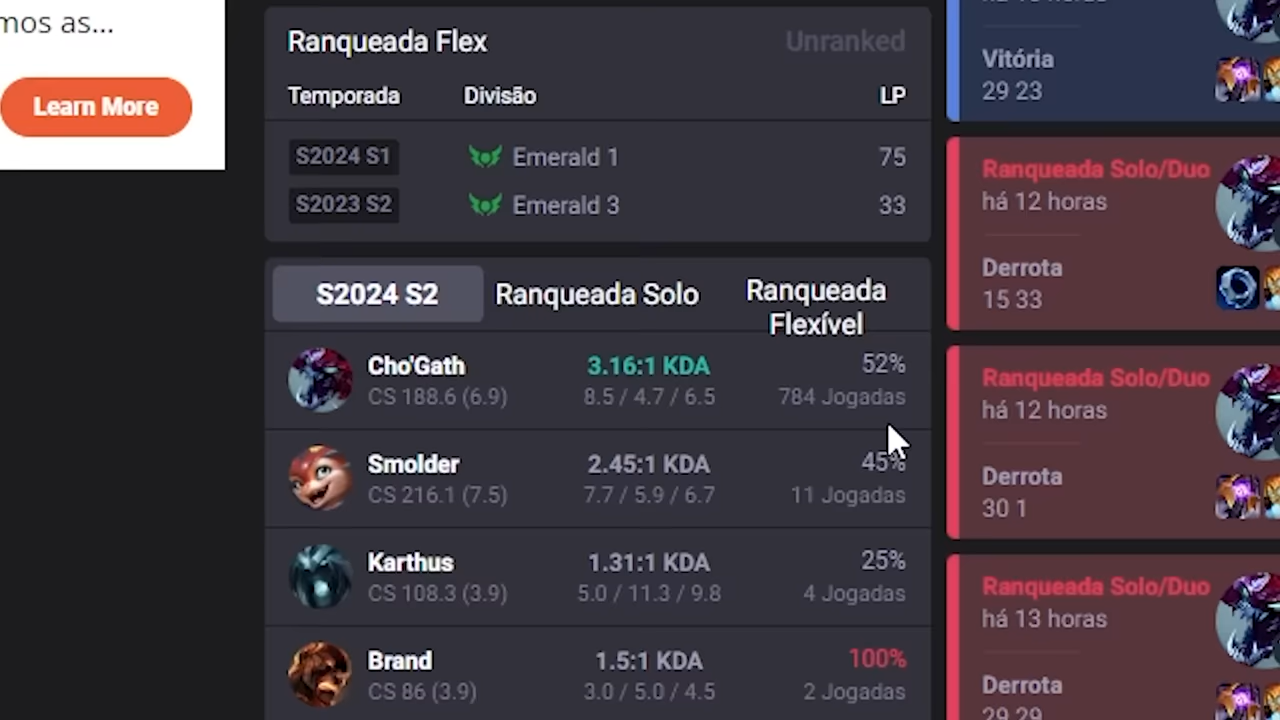 mos as...
Learn More
Ranqueada Flex
Unranked
Temporada Divisão LP
S2024 S1 Emerald 1 75
S2023 S2 Emerald 3 33
S2024 S2 Ranqueada Solo Ranqueada
Flexível
Cho'Gath 3.16:1 KDA 52%
CS 188.6 (6.9) 8.5 / 4.7 / 6.5 784 Jogadas
Smolder 2.45:1 KDA 45%
CS 216.1 (7.5) 7.7 / 5.9 / 6.7 11 Jogadas
Karthus 1.31:1 KDA 25%
CS 108.3 (3.9) 5.0 / 11.3 / 9.8 4 Jogadas
Brand 1.5:1 KDA 100%
CS 86 (3.9) 3.0 / 5.0 / 4.5 2 Jogadas
Vitória
29 23
Ranqueada Solo/Duo
há 12 horas
Derrota
15 33
Ranqueada Solo/Duo
há 12 horas
Derrota
30 1
Ranqueada Solo/Duo
há 13 horas
Derrota
29 29